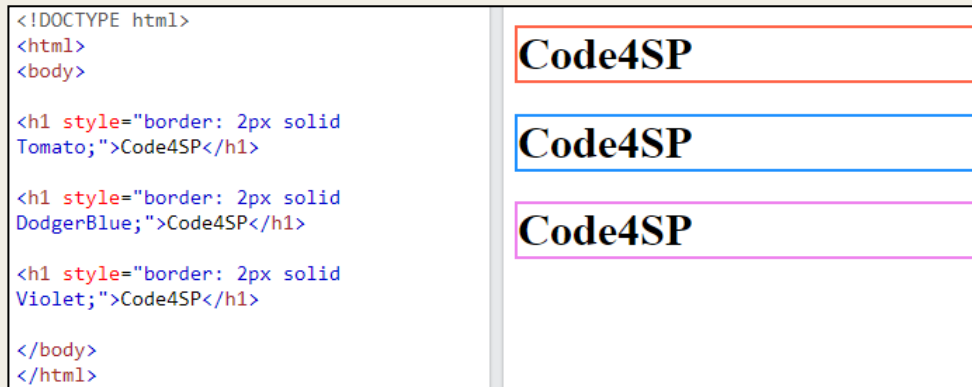 <!DOCTYPE html>
<html>
<body>
<h1 style="border: 2px solid
Tomato;">Code4SP</h1>
<h1 style="border: 2px solid
DodgerBlue;">Code4SP</h1>
<h1 style="border: 2px solid
Violet;">Code4SP</h1>
</body>
</html>
Code4SP
Code4SP
Code4SP